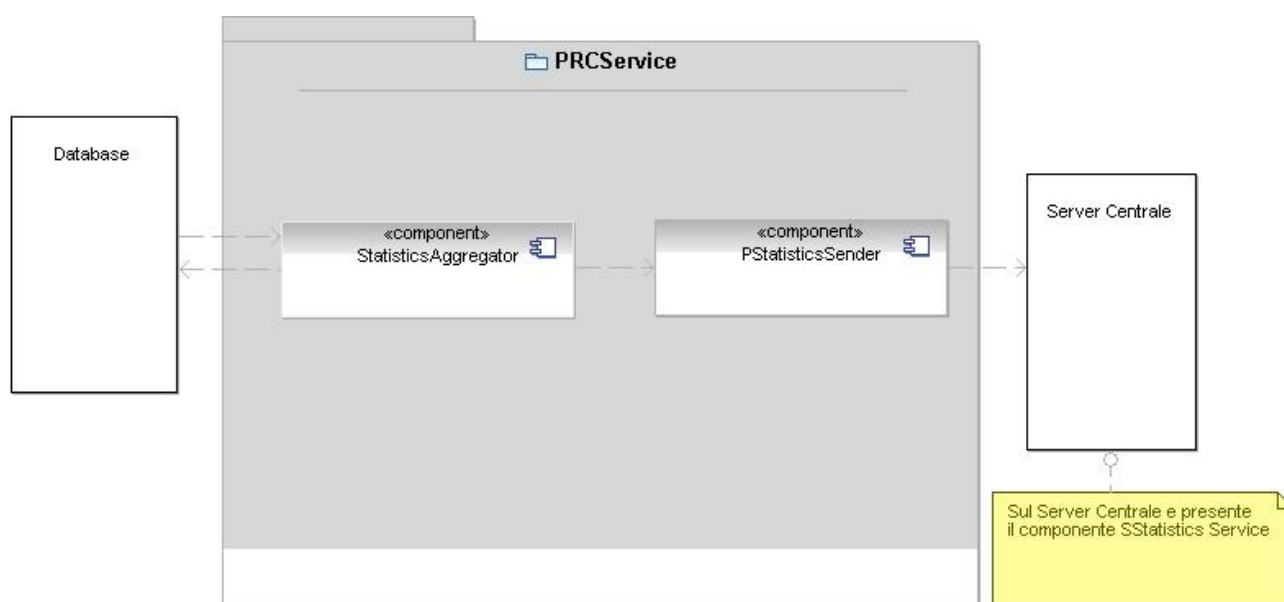 PRCService
Database
«component»
StatisticsAggregator
«component»
PStatisticsSender
Server Centrale
Sul Server Centrale e presente
il componente SStatistics Service